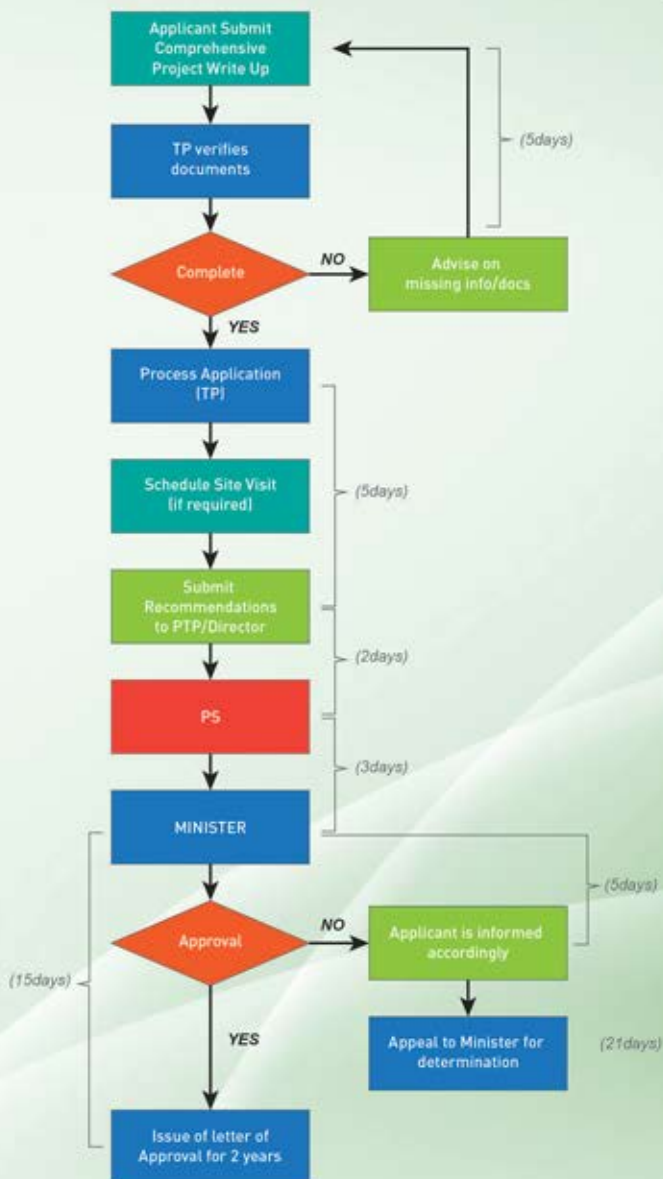 Applicant Submit
Comprehensive
Project Write Up
(5days)
TP verifies
documents
Complete
NO
Advise on
missing info/docs
YES
Process Application
(TP)
Schedule Site Visit
(if required)
(5days)
Submit
Recommendations
to PTP/Director
(2days)
PS
(3days)
MINISTER
(5days)
Approval
NO
Applicant is informed
accordingly
(15days)
YES
Appeal to Minister for
determination
(21days)
Issue of letter of
Approval for 2 years